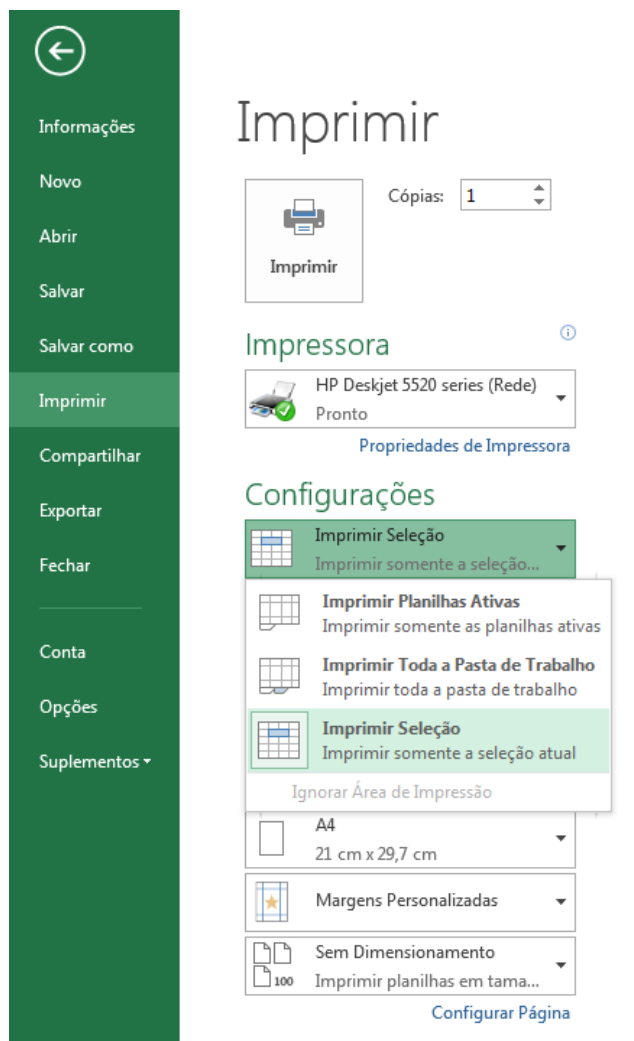 Informações
Novo
Abrir
Salvar
Salvar como
Imprimir
Compartilhar
Exportar
Fechar
Conta
Opções
Suplementos
Imprimir
Imprimir
Cópias: 1
Impressora
HP Deskjet 5520 series (Rede)
Pronto
Propriedades de Impressora
Configurações
Imprimir Seleção
Imprimir somente a seleção...
Imprimir Planilhas Ativas
Imprimir somente as planilhas ativas
Imprimir Toda a Pasta de Trabalho
Imprimir toda a pasta de trabalho
Imprimir Seleção
Imprimir somente a seleção atual
Ignorar Área de Impressão
A4
21 cm x 29,7 cm
Margens Personalizadas
Sem Dimensionamento
100
Imprimir planilhas em tama...
Configurar Página